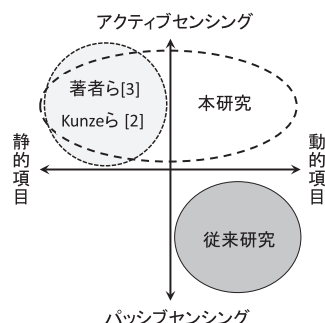 アクティブセンシング
著者ら[3]
本研究
Kunzeら [2]
静的項目
動的項目
従来研究
パッシブセンシング